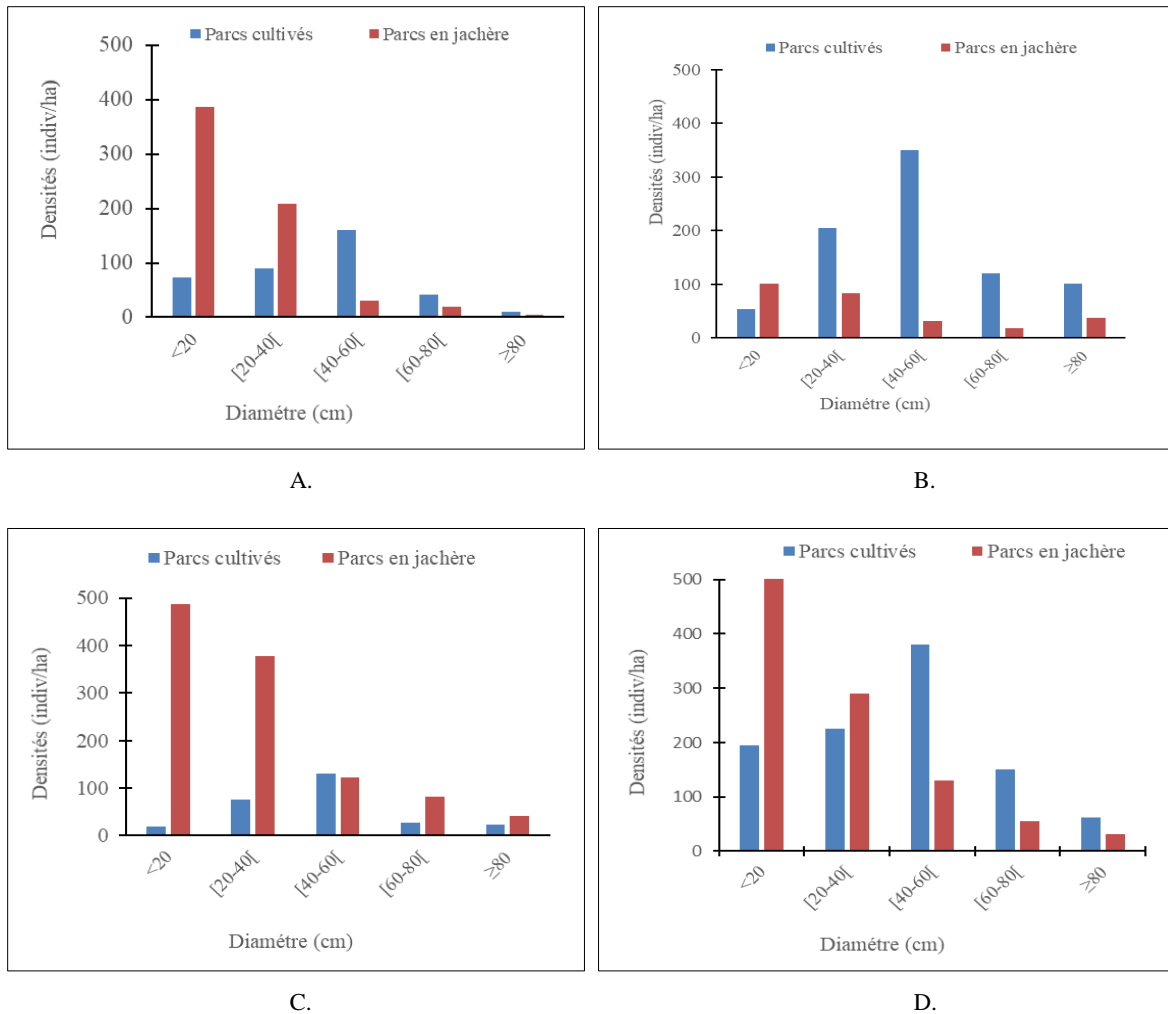 Parcs cultivés Parcs en jachère
500
400
300
200
100
0
Densités (indiv/ha)
<20 [20-40[ [40-60[ [60-80[ ≥80
Diamétre (cm)
A.
Parcs cultivés Parcs en jachère
500
400
300
200
100
0
Densités (indiv/ha)
<20 [20-40[ [40-60[ [60-80[ ≥80
Diamétre (cm)
B.
Parcs cultivés Parcs en jachère
500
400
300
200
100
0
Densités (indiv/ha)
<20 [20-40[ [40-60[ [60-80[ ≥80
Diamétre (cm)
C.
Parcs cultivés Parcs en jachère
500
400
300
200
100
0
Densités (indiv/ha)
<20 [20-40[ [40-60[ [60-80[ ≥80
Diamétre (cm)
D.